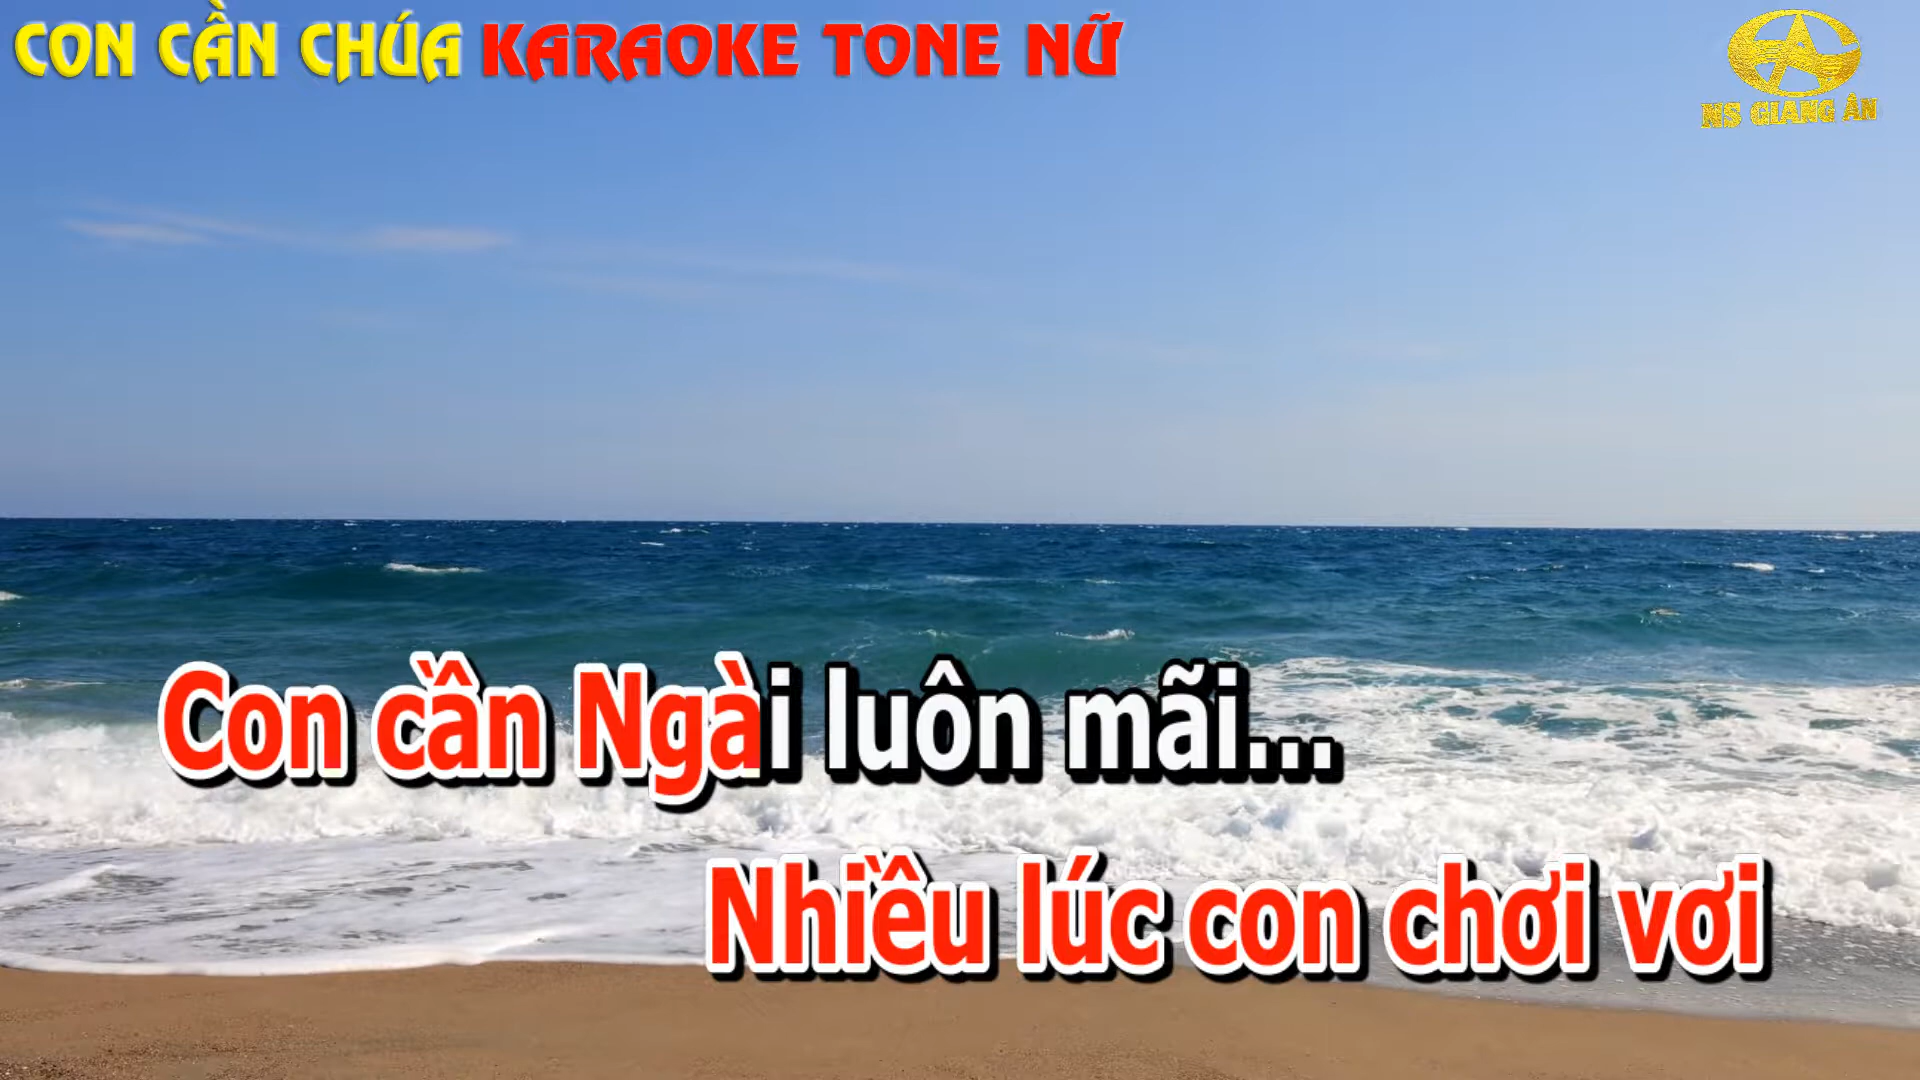 CON CẦN CHÚA KARAOKE TONE NỮ
NS GIANG ÂN
Con cần Ngài luôn mãi...
Nhiều lúc con chơi vơi